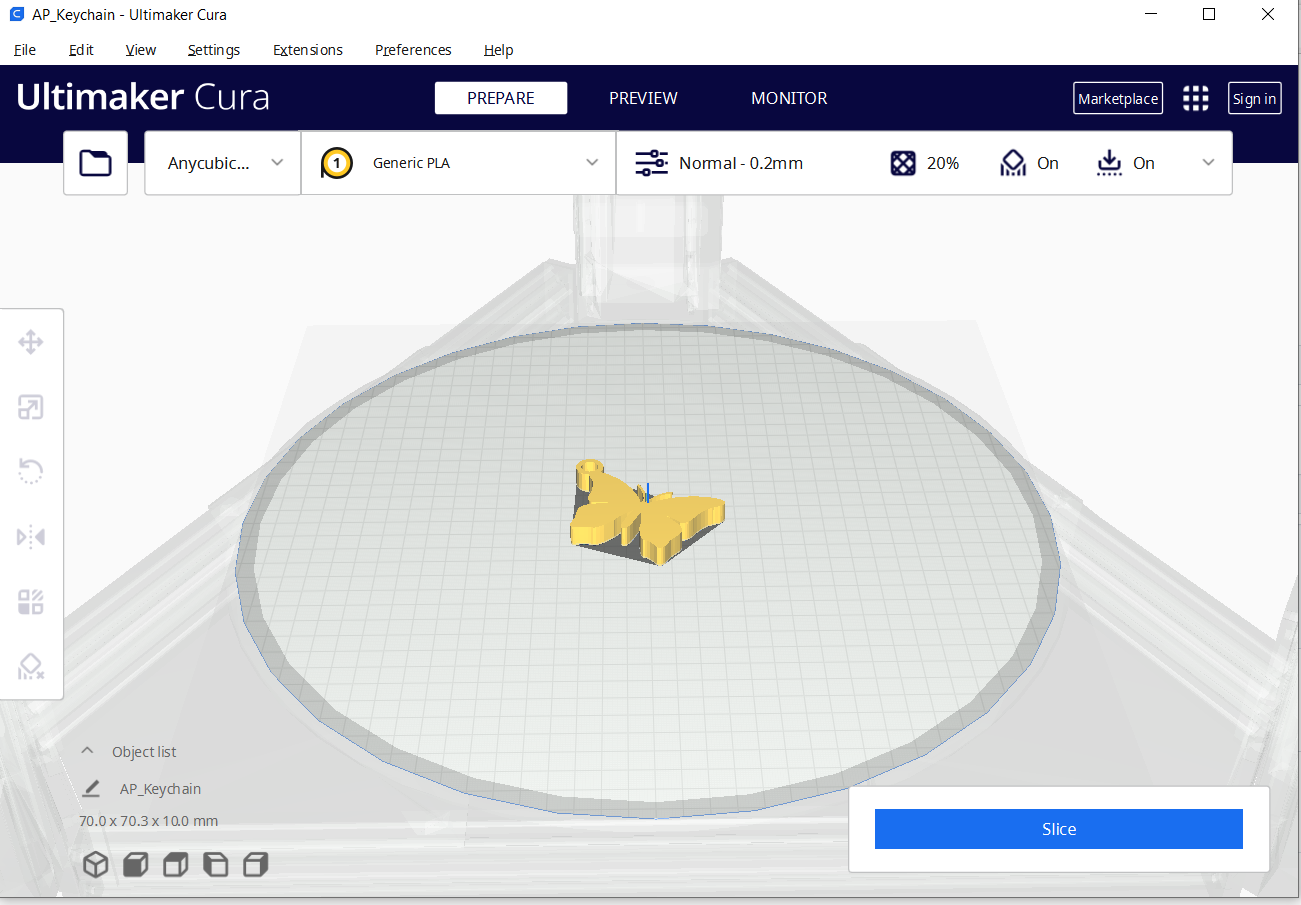 AP_Keychain - Ultimaker Cura
File Edit View Settings Extensions Preferences Help
Ultimaker Cura PREPARE PREVIEW MONITOR Marketplace Sign in
Anycubic... 1 Generic PLA Normal - 0.2mm 20% On On
Object list
AP_Keychain
70.0 x 70.3 x 10.0 mm
Slice